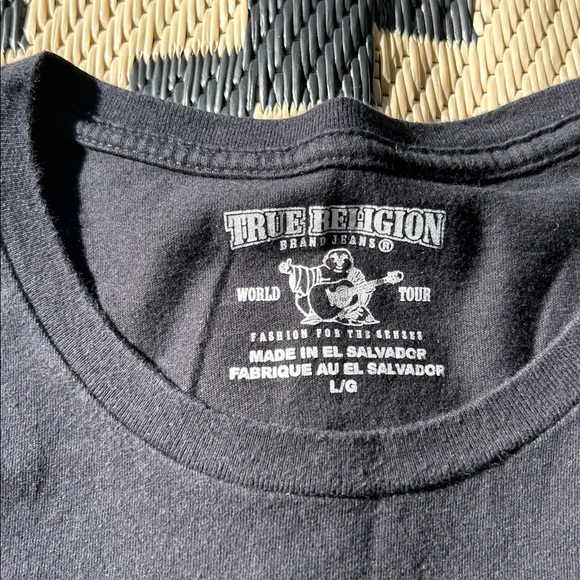 TRUE RELIGION
BRAND JEANS®
WORLD TOUR
FASHION FOR THE SENSES
MADE IN EL SALVADOR
FABRIQUE AU EL SALVADOR
L/G